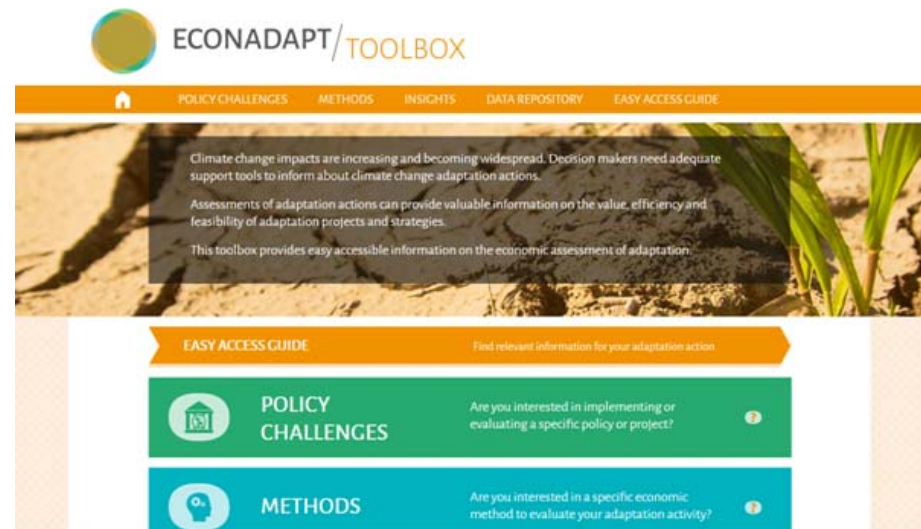 ECONADAPT/TOOLBOX
POLICY CHALLENGES METHODS INSIGHTS DATA REPOSITORY EASY ACCESS GUIDE
Climate change impacts are increasing and becoming widespread. Decision makers need adequate
support tools to inform about climate change adaptation actions.
Assessments of adaptation actions can provide valuable information on the value, efficiency and
feasibility of adaptation projects and strategies.
This toolbox provides easy accessible information on the economic assessment of adaptation.
EASY ACCESS GUIDE
Find relevant information for your adaptation action
POLICY
CHALLENGES
Are you interested in implementing or
evaluating a specific policy or project?
?
METHODS
Are you interested in a specific economic
method to evaluate your adaptation activity?
?